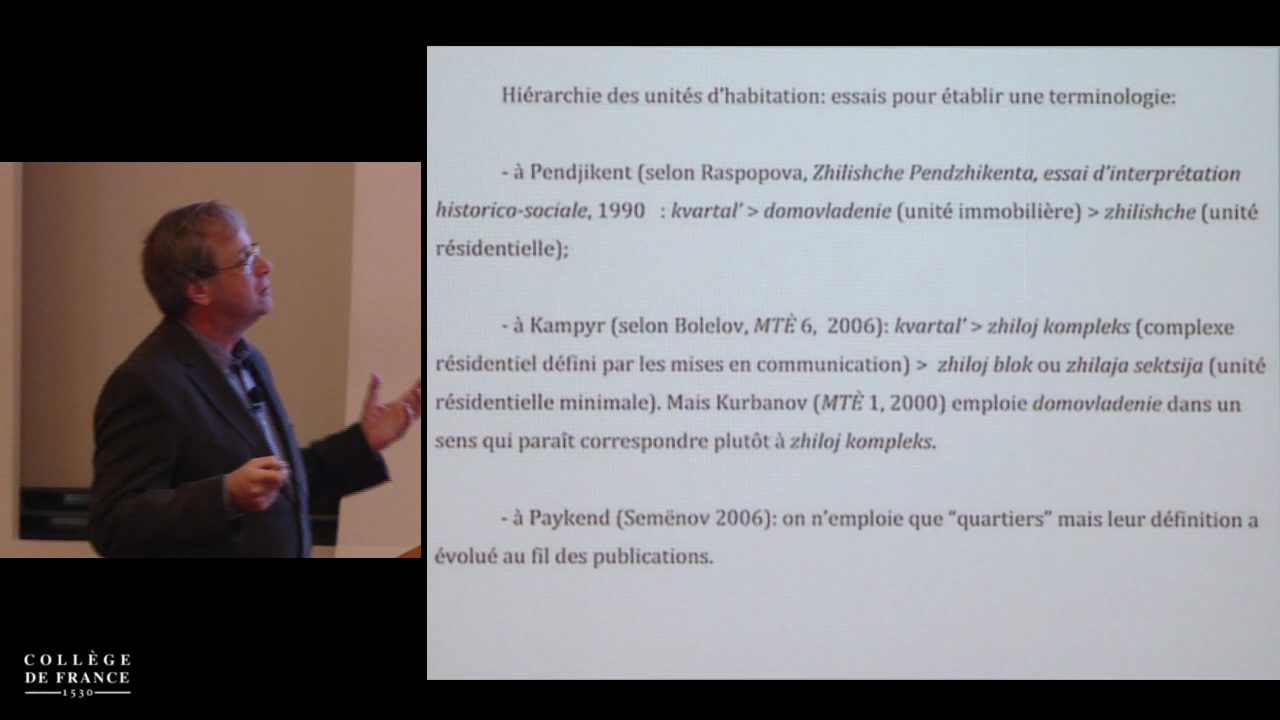 Hiérarchie des unités d'habitation: essais pour établir une terminologie:
- à Pendjikent (selon Raspopova, Zhilishche Pendzhikenta, essai d'interprétation
historico-sociale, 1990 : kvartal' > domovladenie (unité immobilière) > zhilishche (unité
résidentielle);
- à Kampyr (selon Bolelov, MTÈ 6, 2006): kvartal' > zhiloj kompleks (complexe
résidentiel défini par les mises en communication) > zhiloj blok ou zhilaja sektsija (unité
résidentielle minimale). Mais Kurbanov (MTÈ 1, 2000) emploie domovladenie dans un
sens qui paraît correspondre plutôt à zhiloj kompleks.
- à Paykend (Semënov 2006): on n'emploie que "quartiers" mais leur définition a
évolué au fil des publications.
COLLÈGE
DE FRANCE
1530